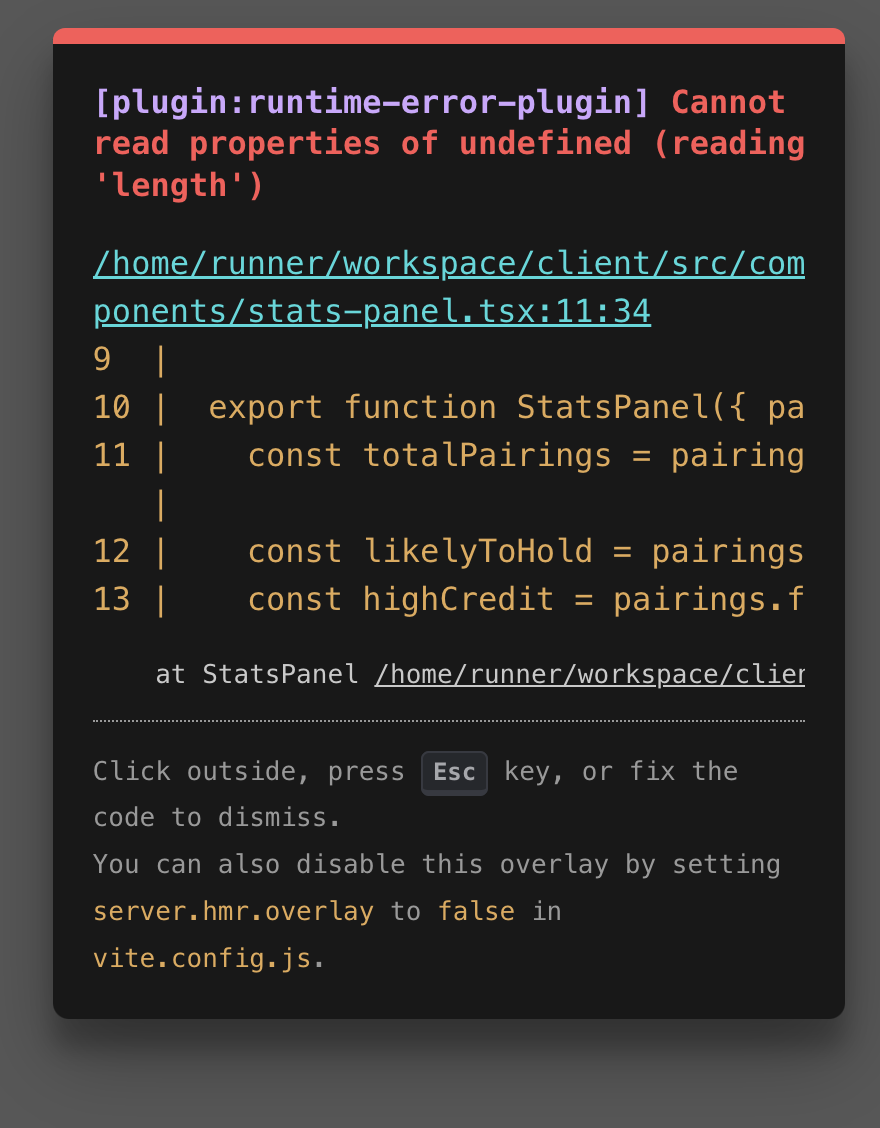 [plugin:runtime-error-plugin] Cannot
read properties of undefined (reading
'length')
/home/runner/workspace/client/src/com
ponents/stats-panel.tsx:11:34
9  |
10 |  export function StatsPanel({ pa
11 |    const totalPairings = pairing
   |
12 |    const likelyToHold = pairings
13 |    const highCredit = pairings.f
at StatsPanel /home/runner/workspace/clien
Click outside, press Esc key, or fix the
code to dismiss.
You can also disable this overlay by setting
server.hmr.overlay to false in
vite.config.js.